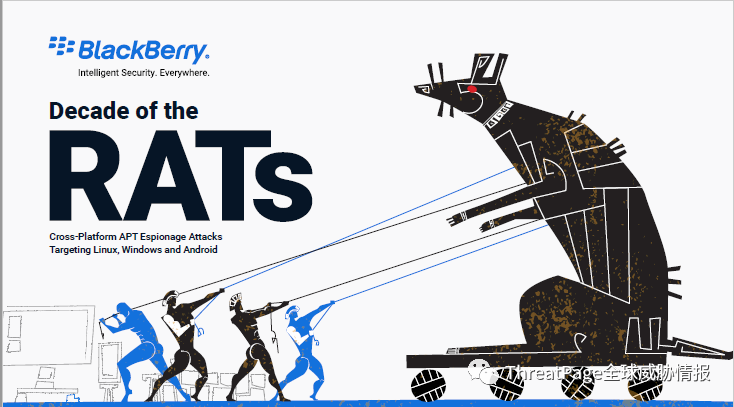 BlackBerry®
Intelligent Security. Everywhere.
Decade of the
RATs
Cross-Platform APT Espionage Attacks
Targeting Linux, Windows and Android
ThreatPage全球威胁情报